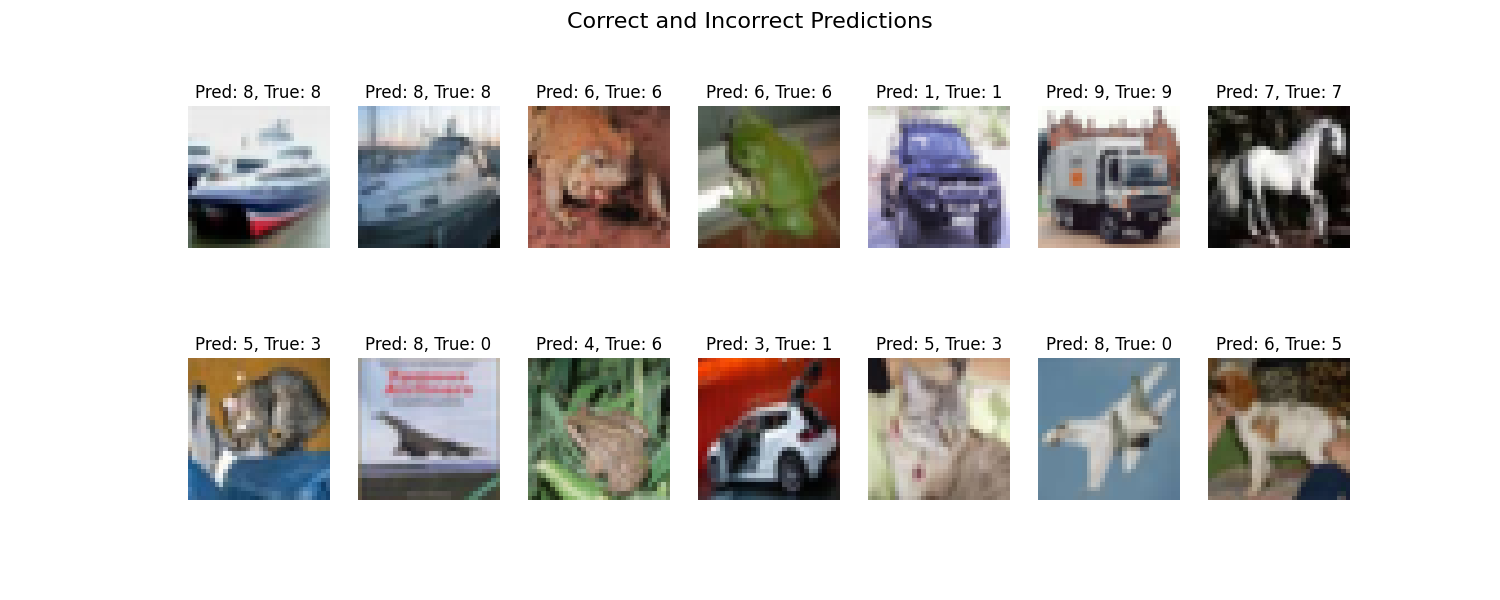 Correct and Incorrect Predictions
Pred: 8, True: 8
Pred: 8, True: 8
Pred: 6, True: 6
Pred: 6, True: 6
Pred: 1, True: 1
Pred: 9, True: 9
Pred: 7, True: 7
Pred: 5, True: 3
Pred: 8, True: 0
Pred: 4, True: 6
Pred: 3, True: 1
Pred: 5, True: 3
Pred: 8, True: 0
Pred: 6, True: 5